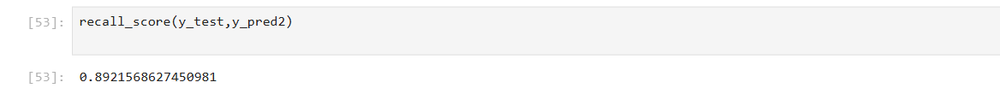 [53]: recall_score(y_test,y_pred2)
[53]: 0.8921568627450981